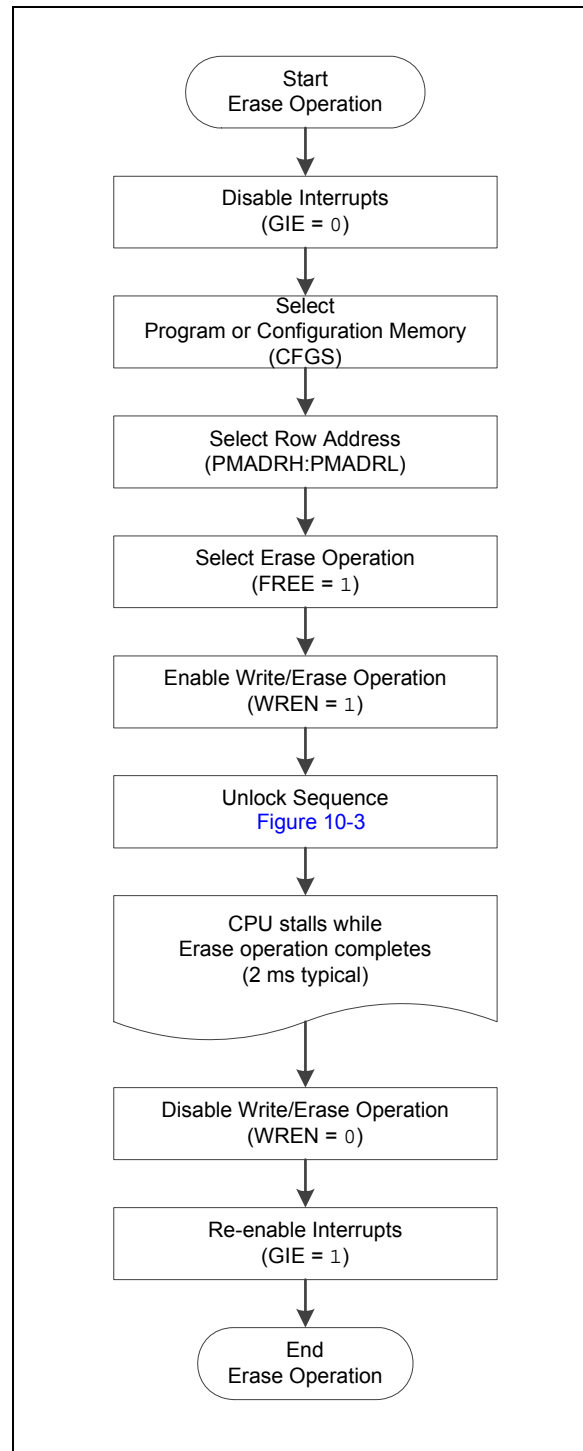 Start
Erase Operation
Disable Interrupts
(GIE = 0)
Select
Program or Configuration Memory
(CFGS)
Select Row Address
(PMADRH:PMADRL)
Select Erase Operation
(FREE = 1)
Enable Write/Erase Operation
(WREN = 1)
Unlock Sequence
Figure 10-3
CPU stalls while
Erase operation completes
(2 ms typical)
Disable Write/Erase Operation
(WREN = 0)
Re-enable Interrupts
(GIE = 1)
End
Erase Operation